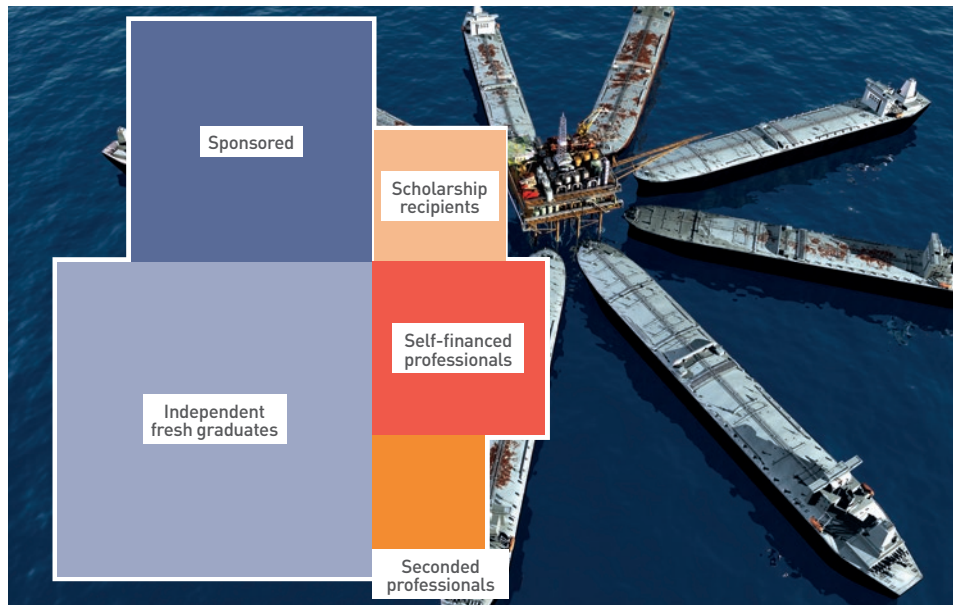 Sponsored
Scholarship
recipients
Self-financed
professionals
Independent
fresh graduates
Seconded
professionals